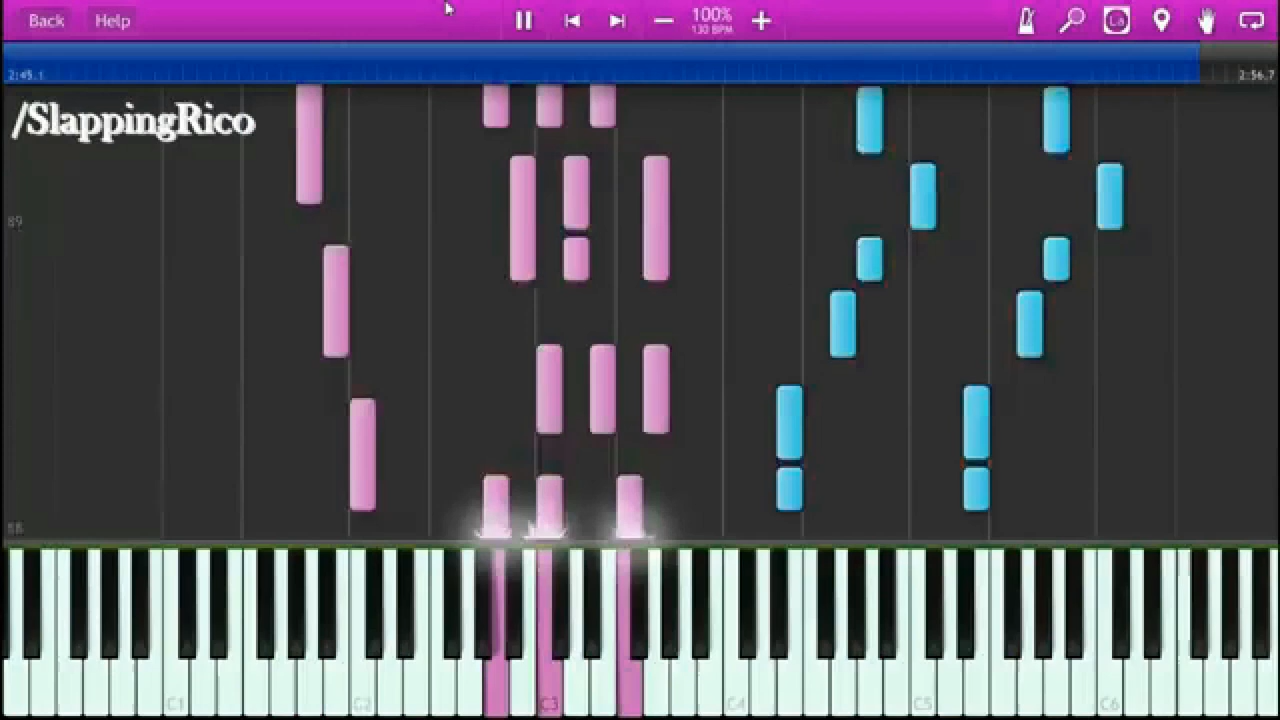 Back Help 100%
130 BPM
La
2:45.1 2:56.7
/SlappingRico
89
88
C1 C2 C3 C4 C5 C6